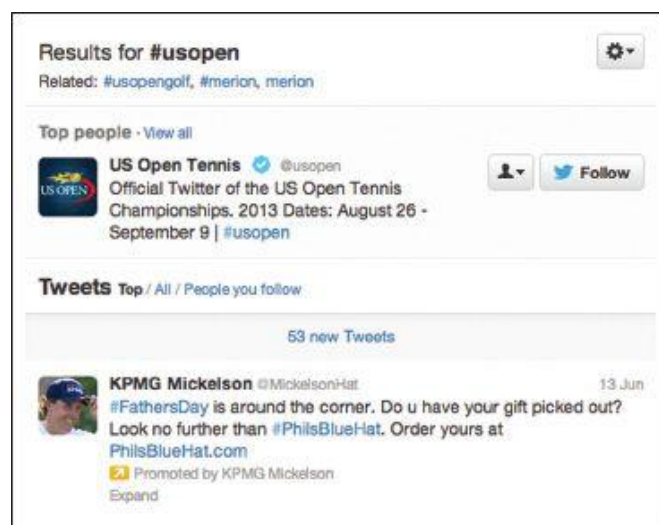 Results for #usopen
Related: #usopengolf, #merion, merion
Top people · View all
US Open Tennis @usopen
Official Twitter of the US Open Tennis
Championships. 2013 Dates: August 26 -
September 9 | #usopen
Follow
US OPEN
Tweets Top / All / People you follow
53 new Tweets
KPMG Mickelson @MickelsonHat 13 Jun
#FathersDay is around the corner. Do u have your gift picked out?
Look no further than #PhilsBlueHat. Order yours at
PhilsBlueHat.com
Promoted by KPMG Mickelson
Expand